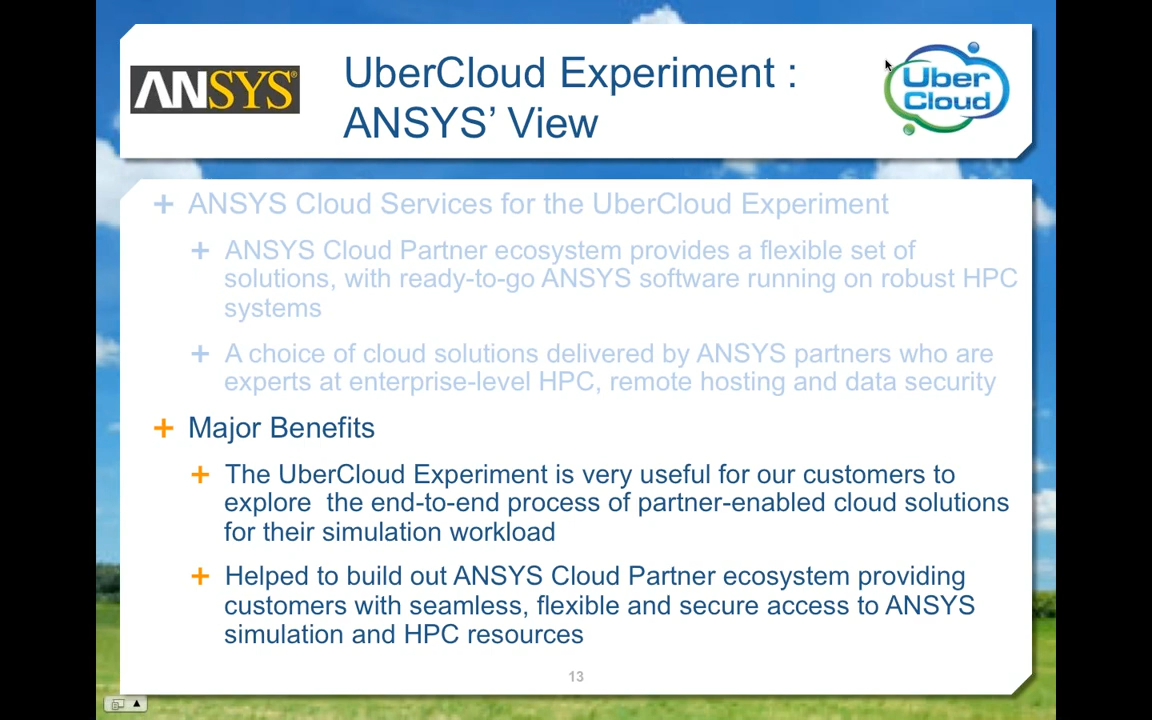 ANSYS®
UberCloud Experiment :
ANSYS’ View
Uber
Cloud
+ ANSYS Cloud Services for the UberCloud Experiment
+ ANSYS Cloud Partner ecosystem provides a flexible set of
solutions, with ready-to-go ANSYS software running on robust HPC
systems
+ A choice of cloud solutions delivered by ANSYS partners who are
experts at enterprise-level HPC, remote hosting and data security
+ Major Benefits
+ The UberCloud Experiment is very useful for our customers to
explore  the end-to-end process of partner-enabled cloud solutions
for their simulation workload
+ Helped to build out ANSYS Cloud Partner ecosystem providing
customers with seamless, flexible and secure access to ANSYS
simulation and HPC resources
13